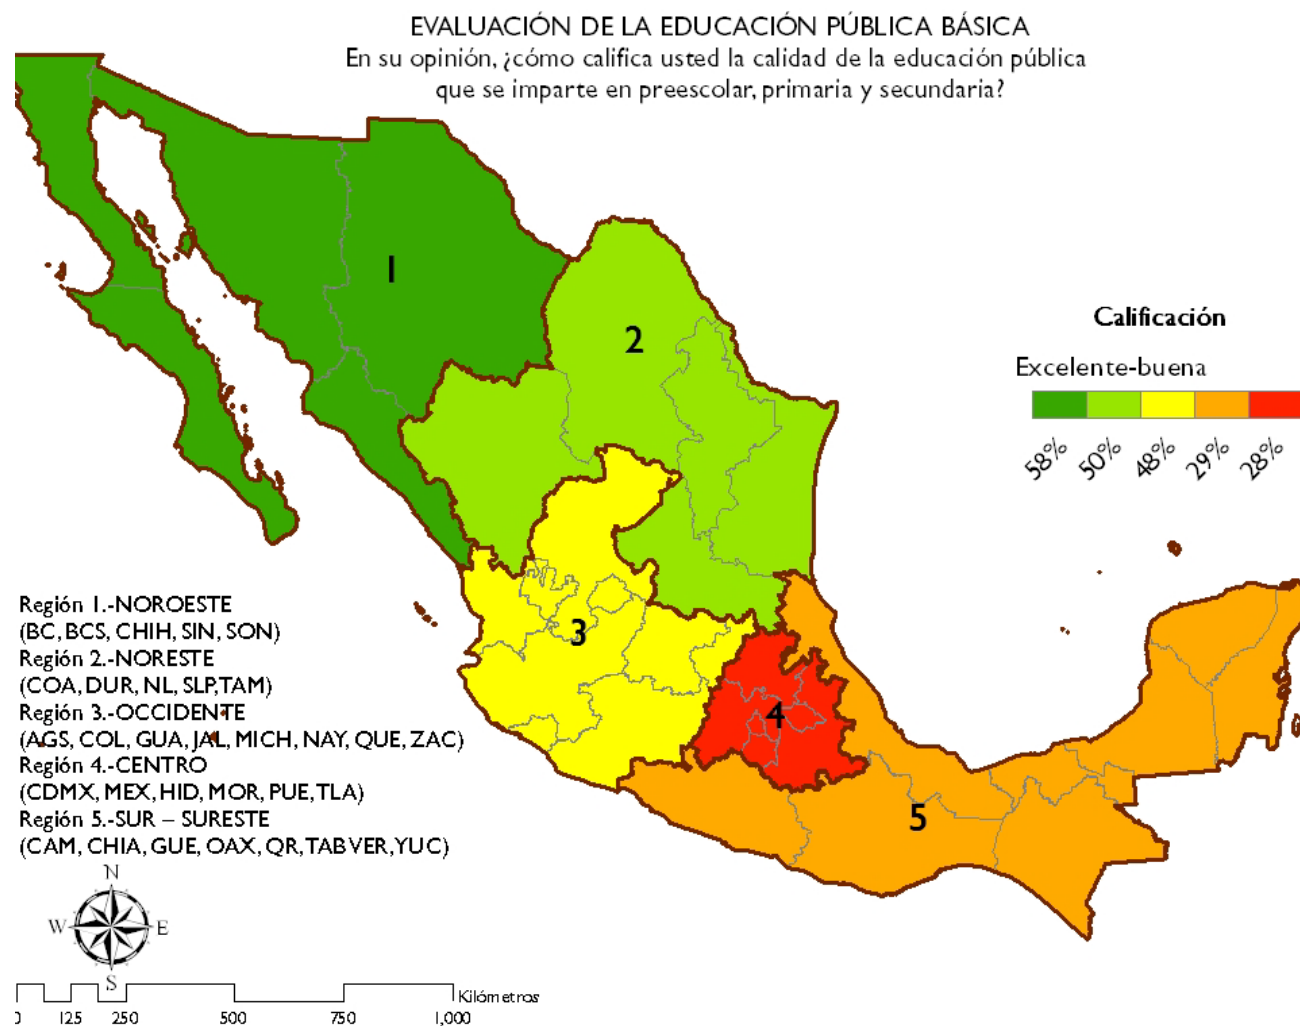 EVALUACIÓN DE LA EDUCACIÓN PÚBLICA BÁSICA
En su opinión, ¿cómo califica usted la calidad de la educación pública
que se imparte en preescolar, primaria y secundaria?
1
2
3
4
5
Calificación
Excelente-buena
58% 50% 48% 29% 28%
Región 1.-NOROESTE
(BC, BCS, CHIH, SIN, SON)
Región 2.-NORESTE
(COA, DUR, NL, SLP,TAM)
Región 3.-OCCIDENTE
(AGS, COL, GUA, JAL, MICH, NAY, QUE, ZAC)
Región 4.-CENTRO
(CDMX, MEX, HID, MOR, PUE, TLA)
Región 5.-SUR – SURESTE
(CAM, CHIA, GUE, OAX, QR, TAB VER, YUC)
N
W E
S
Kilómetros
0 125 250 500 750 1,000